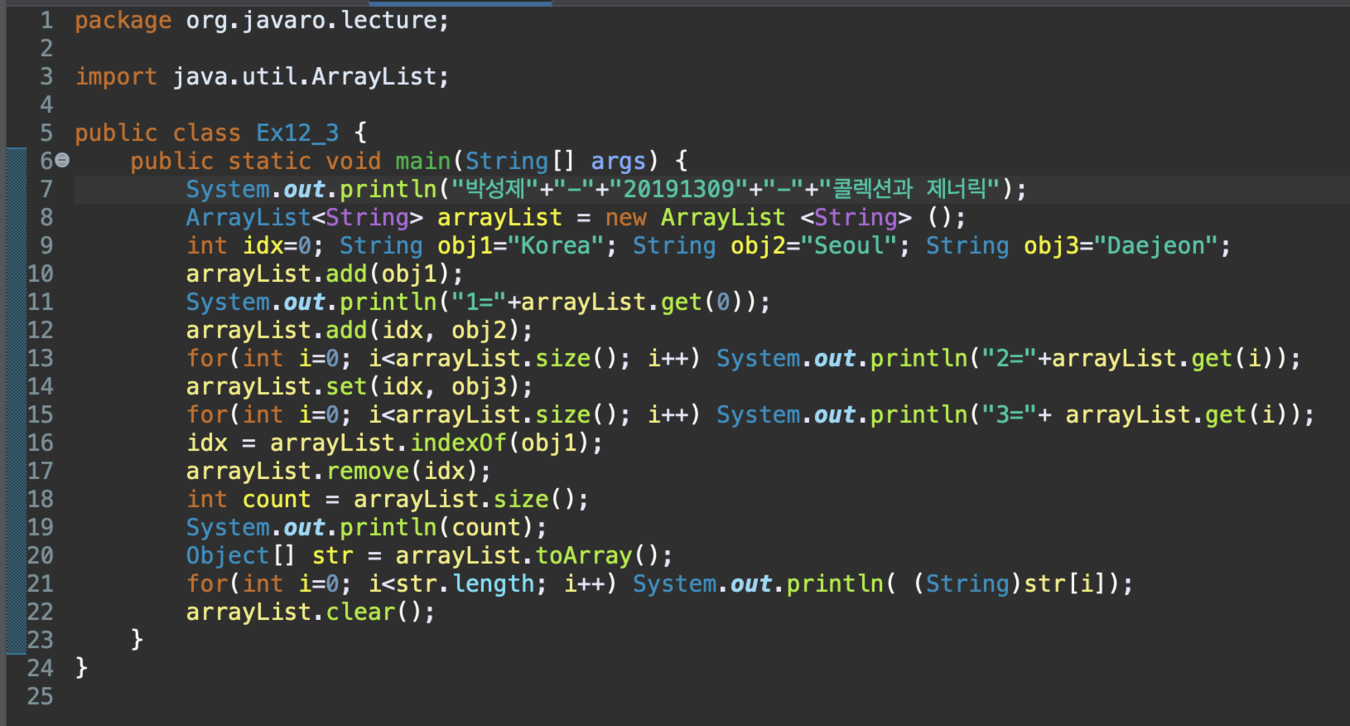 1 package org.javaro.lecture;
2
3 import java.util.ArrayList;
4
5 public class Ex12_3 {
6 public static void main(String[] args) {
7 System.out.println("박성제"+"-"+"20191309"+"-"+"콜렉션과 제너릭");
8 ArrayList<String> arrayList = new ArrayList <String> ();
9 int idx=0; String obj1="Korea"; String obj2="Seoul"; String obj3="Daejeon";
10 arrayList.add(obj1);
11 System.out.println("1="+arrayList.get(0));
12 arrayList.add(idx, obj2);
13 for(int i=0; i<arrayList.size(); i++) System.out.println("2="+arrayList.get(i));
14 arrayList.set(idx, obj3);
15 for(int i=0; i<arrayList.size(); i++) System.out.println("3="+ arrayList.get(i));
16 idx = arrayList.indexOf(obj1);
17 arrayList.remove(idx);
18 int count = arrayList.size();
19 System.out.println(count);
20 Object[] str = arrayList.toArray();
21 for(int i=0; i<str.length; i++) System.out.println( (String)str[i]);
22 arrayList.clear();
23 }
24 }
25